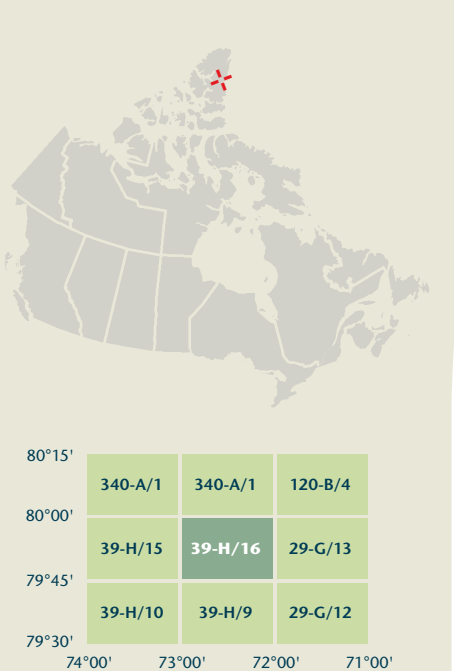 80°15'
340-A/1 340-A/1 120-B/4
80°00'
39-H/15 39-H/16 29-G/13
79°45'
39-H/10 39-H/9 29-G/12
79°30'
74°00' 73°00' 72°00' 71°00'